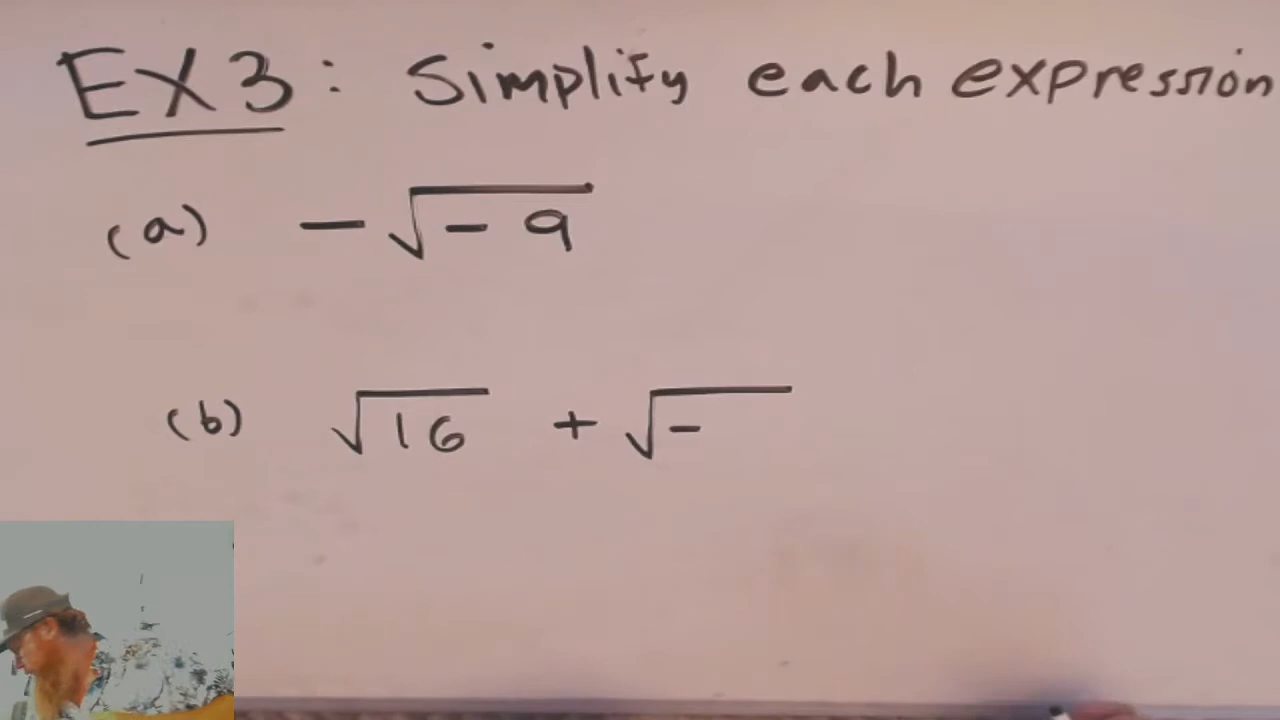 EX3: Simplify each expression
(a) -√-9
(b) √16 + √-